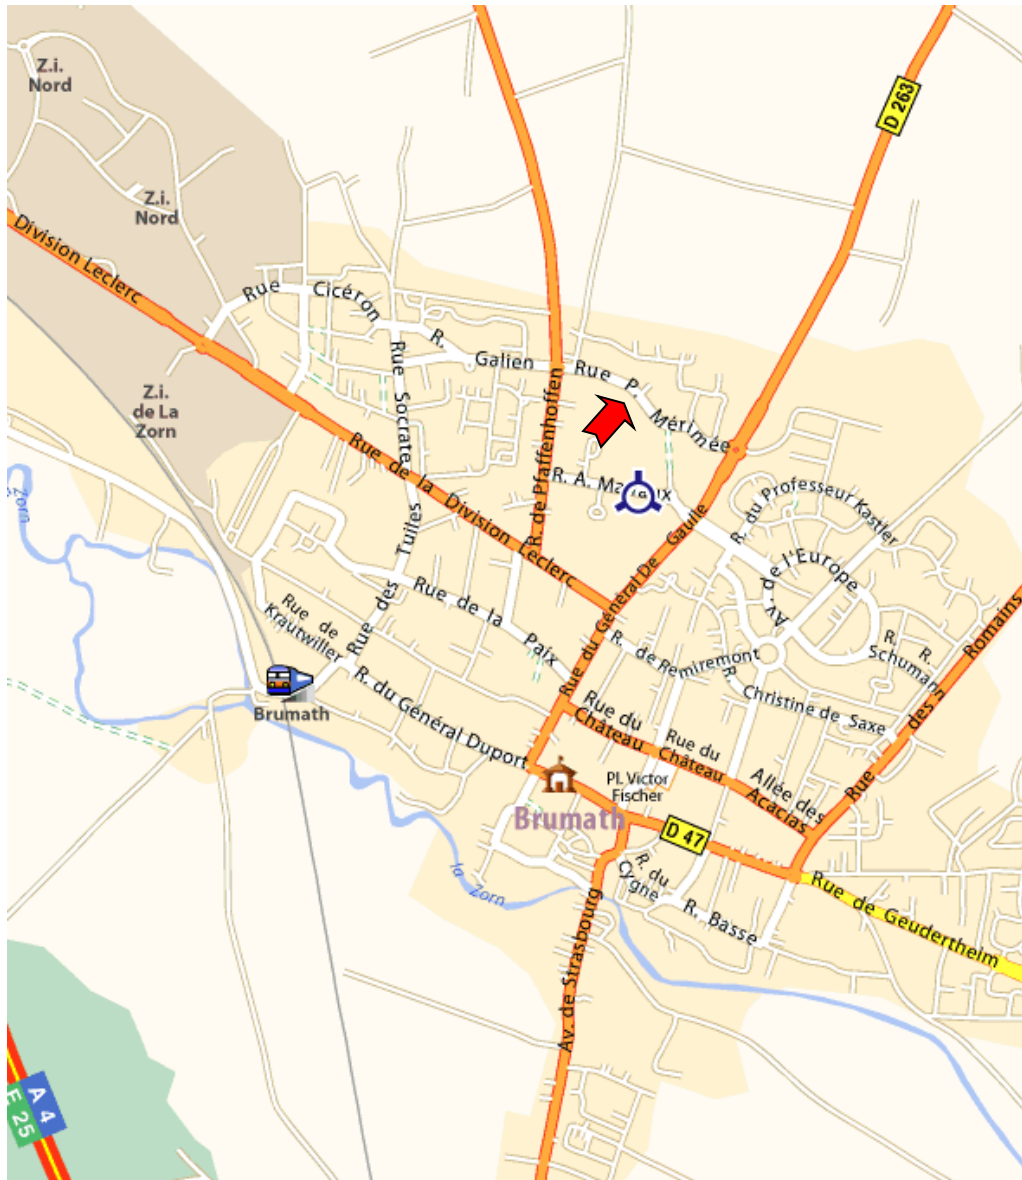 Z.i.
Nord
D 263
Z.i.
Nord
Division Leclerc
Rue Cicéron
R. Galien
Rue P. Mérimée
Rue Socrate
Z.i.
de La
Zorn
R. de Pfaffenhoffen
R. A. Ma
Rue de la Division Leclerc
Zorn
R. du Professeur Kastler
Av. de l'Europe
Rue des Tuiles
Rue du Général De Gaulle
Rue de la Paix
Rue de
Krautwiller
R. de Remiremont
R. R. Schumann
Rue des Romains
R. Christine de Saxe
Brumath
R. du Général Duport
Rue du
Château
Rue du
Château
Allée des
Acacias
Pl. Victor
Fischer
Brumath
D 47
la Zorn
R. du
Cygne
R. Basse
Rue de Geudertheim
Av. de Strasbourg
A 4
E 25